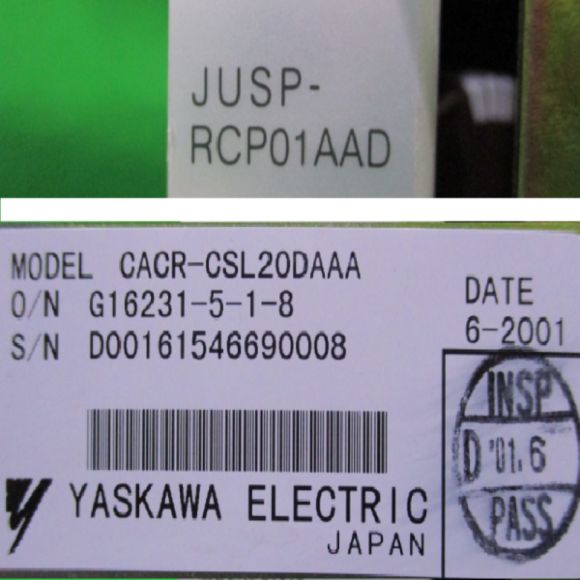 JUSP-
RCP01AAD
MODEL CACR-CSL20DAAA
O/N G16231-5-1-8
S/N D00161546690008
DATE
6-2001
INSP
D '01.6
PASS
YASKAWA ELECTRIC
JAPAN